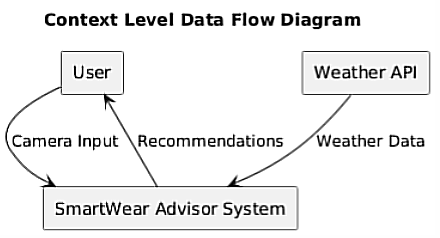 Context Level Data Flow Diagram
User
Weather API
Camera Input
Recommendations
Weather Data
SmartWear Advisor System